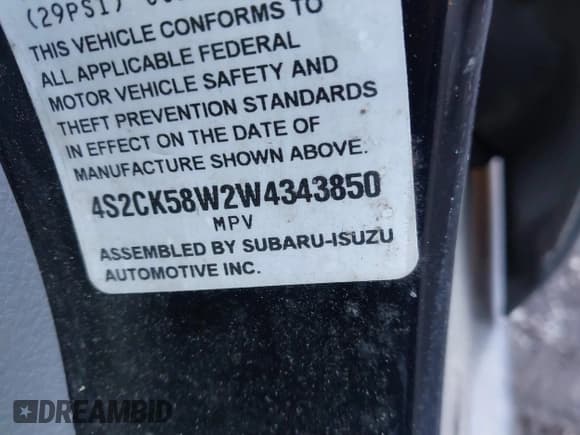 (29PSI)
THIS VEHICLE CONFORMS TO
ALL APPLICABLE FEDERAL
MOTOR VEHICLE SAFETY AND
THEFT PREVENTION STANDARDS
IN EFFECT ON THE DATE OF
MANUFACTURE SHOWN ABOVE.
4S2CK58W2W4343850
MPV
ASSEMBLED BY SUBARU-ISUZU
AUTOMOTIVE INC.
DREAMBID